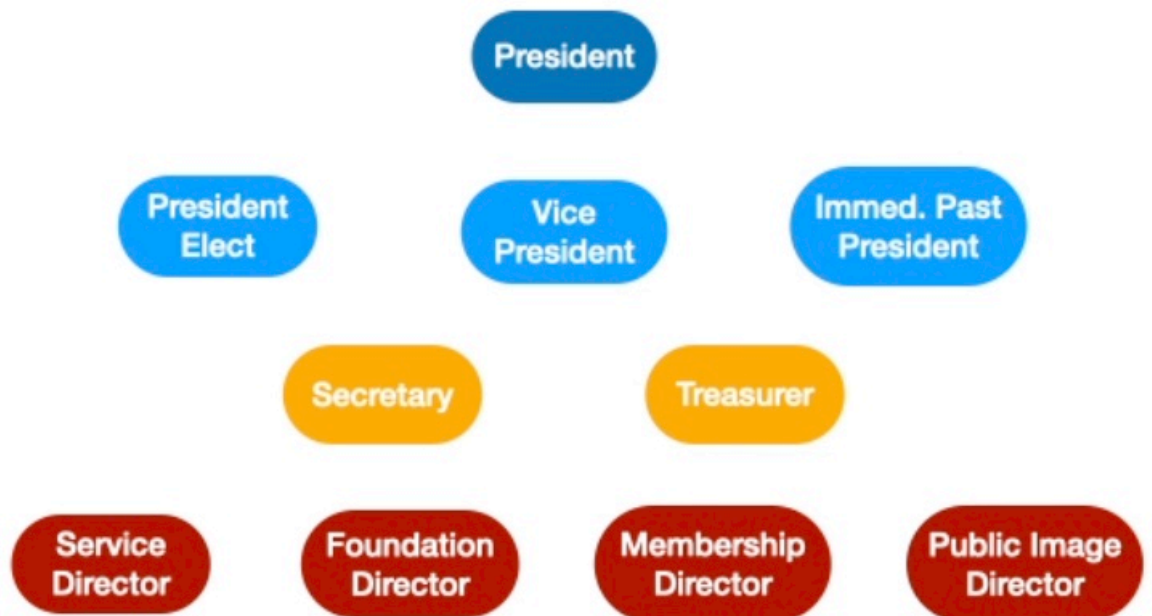 President
President
Elect
Vice
President
Immed. Past
President
Secretary
Treasurer
Service
Director
Foundation
Director
Membership
Director
Public Image
Director